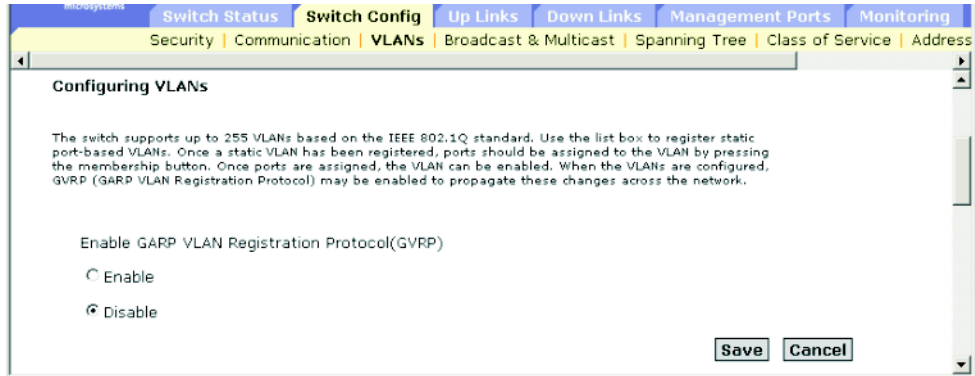 microsystems
Switch Status Switch Config Up Links Down Links Management Ports Monitoring
Security | Communication | VLANs | Broadcast & Multicast | Spanning Tree | Class of Service | Address
Configuring VLANs
The switch supports up to 255 VLANs based on the IEEE 802.1Q standard. Use the list box to register static
port-based VLANs. Once a static VLAN has been registered, ports should be assigned to the VLAN by pressing
the membership button. Once ports are assigned, the VLAN can be enabled. When the VLANs are configured,
GVRP (GARP VLAN Registration Protocol) may be enabled to propagate these changes across the network.
Enable GARP VLAN Registration Protocol(GVRP)
Enable
Disable
Save Cancel